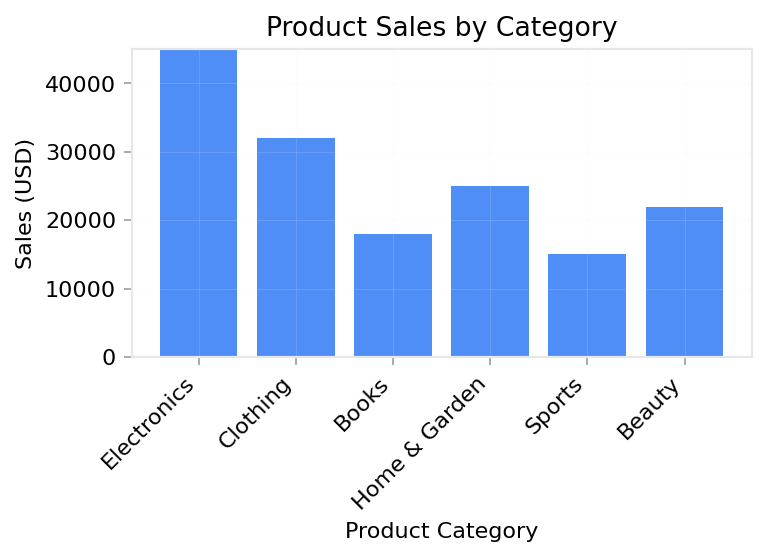 Product Sales by Category
Sales (USD)
40000
30000
20000
10000
0
Electronics
Clothing
Books
Home & Garden
Sports
Beauty
Product Category